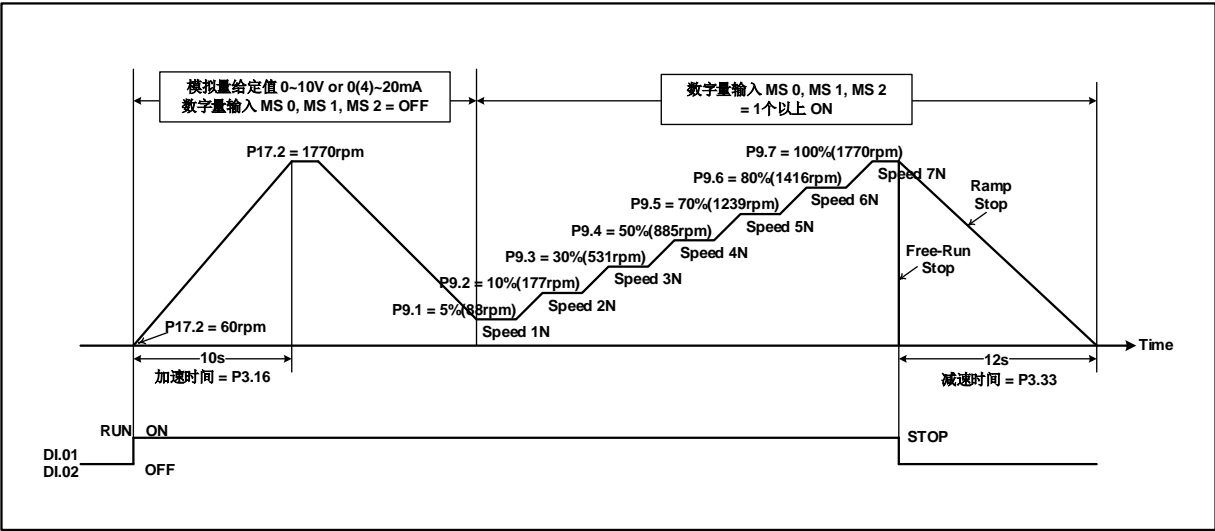 模拟量给定值 0~10V or 0(4)~20mA
数字量输入 MS 0, MS 1, MS 2 = OFF
数字量输入 MS 0, MS 1, MS 2
= 1个以上 ON
P17.2 = 1770rpm
P9.7 = 100%(1770rpm)
Speed 7N
P9.6 = 80%(1416rpm)
Speed 6N
P9.5 = 70%(1239rpm)
Speed 5N
P9.4 = 50%(885rpm)
Speed 4N
P9.3 = 30%(531rpm)
Speed 3N
P9.2 = 10%(177rpm)
Speed 2N
P9.1 = 5%(88rpm)
Speed 1N
Ramp
Stop
Free-Run
Stop
P17.2 = 60rpm
Time
10s
加速时间 = P3.16
12s
减速时间 = P3.33
RUN ON
STOP
DI.01
DI.02
OFF